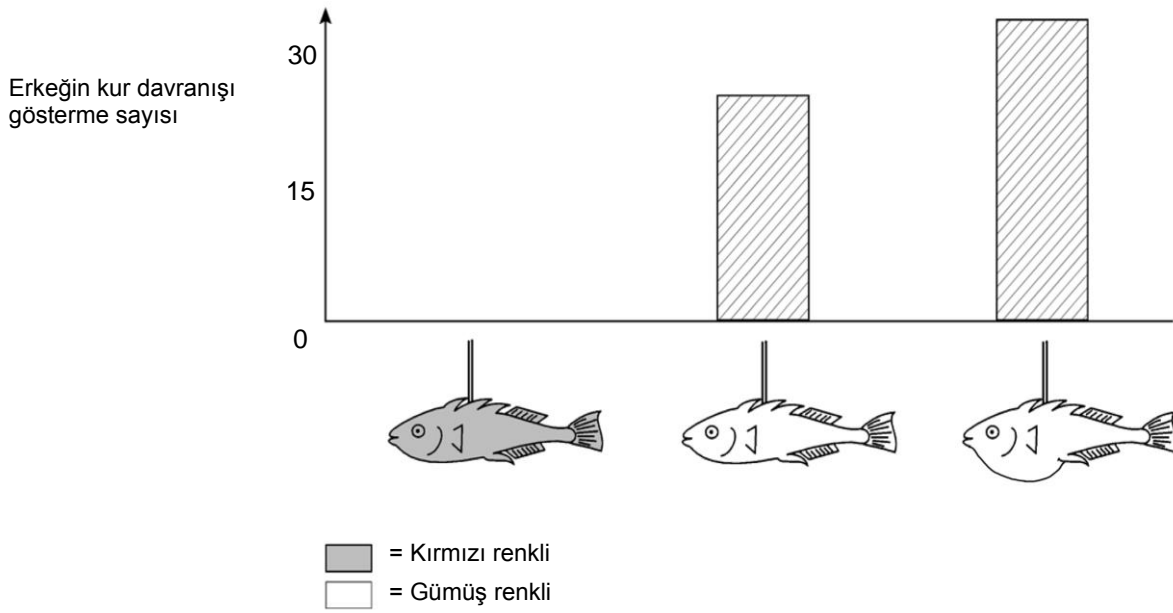 30
Erkeğin kur davranışı
gösterme sayısı
15
0
= Kırmızı renkli
= Gümüş renkli